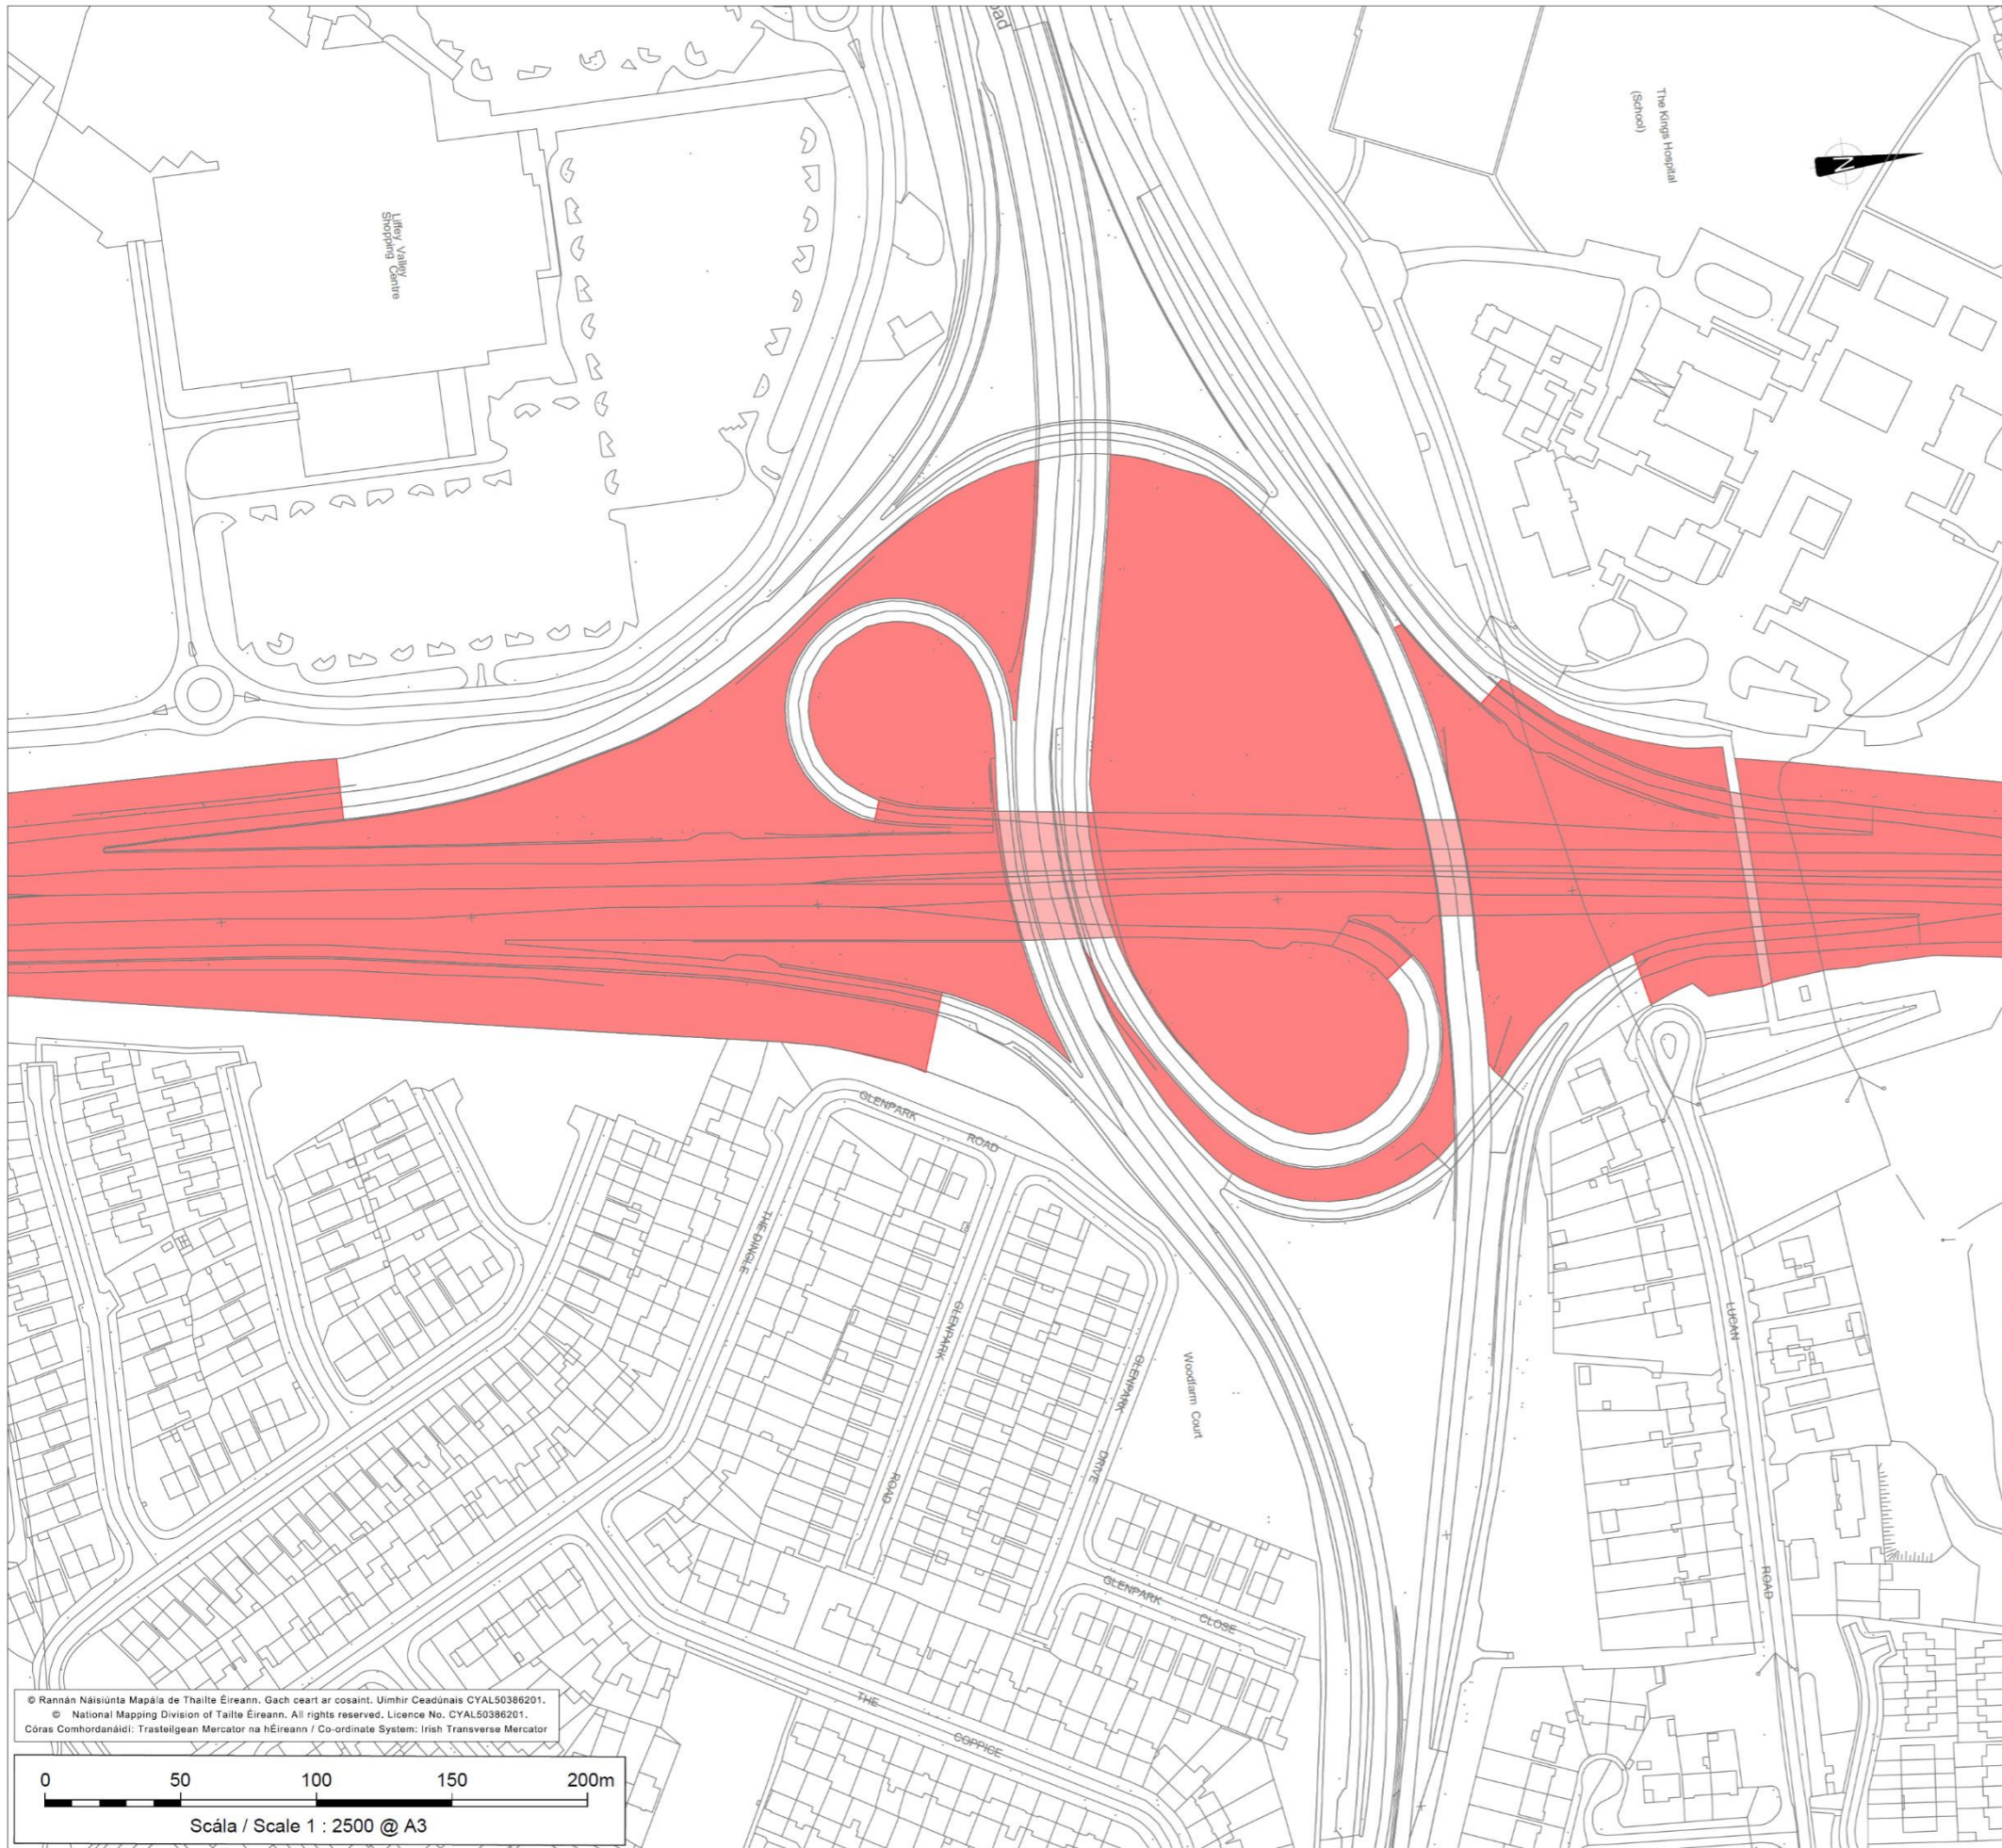 oad
The Kings Hospital
(School)
N
Liffey Valley
Shopping Centre
GLENPARK
ROAD
THE DINGLE
GLENPARK
ROAD
GLENPARK
DRIVE
Woodfarm Court
LUCAN
ROAD
GLENPARK
CLOSE
THE
COPPICE
© Rannán Náisiúnta Mapála de Thailte Éireann. Gach ceart ar cosaint. Uimhir Ceadúnais CYAL50386201.
© National Mapping Division of Tailte Éireann. All rights reserved. Licence No. CYAL50386201.
Córas Comhordanáidí: Trasteilgean Mercator na hÉireann / Co-ordinate System: Irish Transverse Mercator
0 50 100 150 200m
Scála / Scale 1 : 2500 @ A3